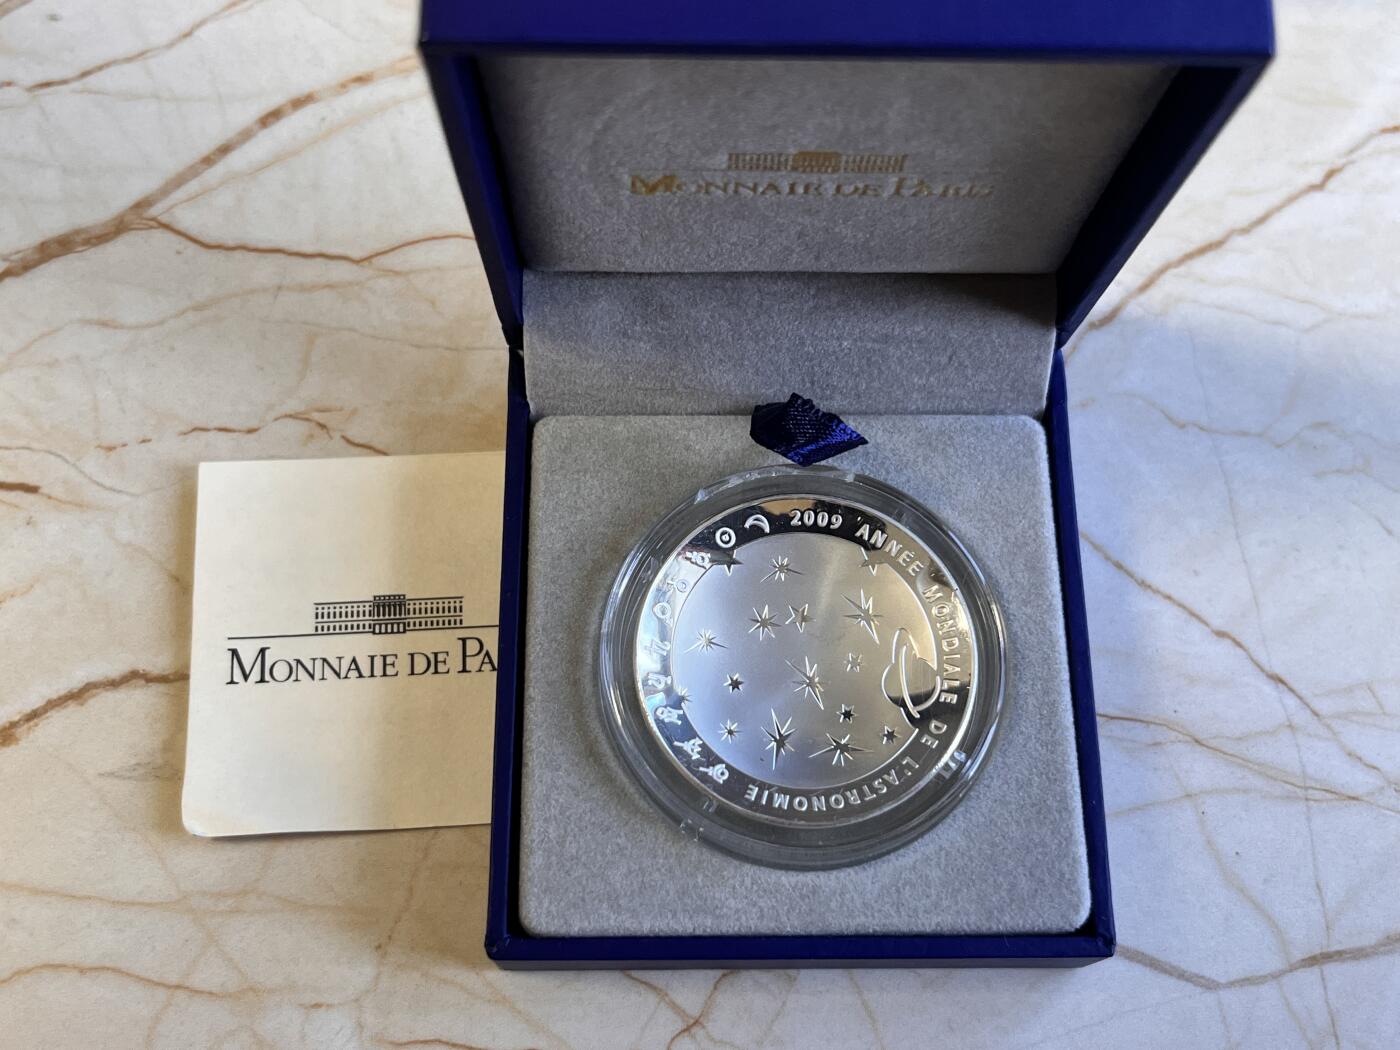 MONNAIE DE PARIS
2009 ANNÉE MONDIALE DE L'ASTRONOMIE
MONNAIE DE PA